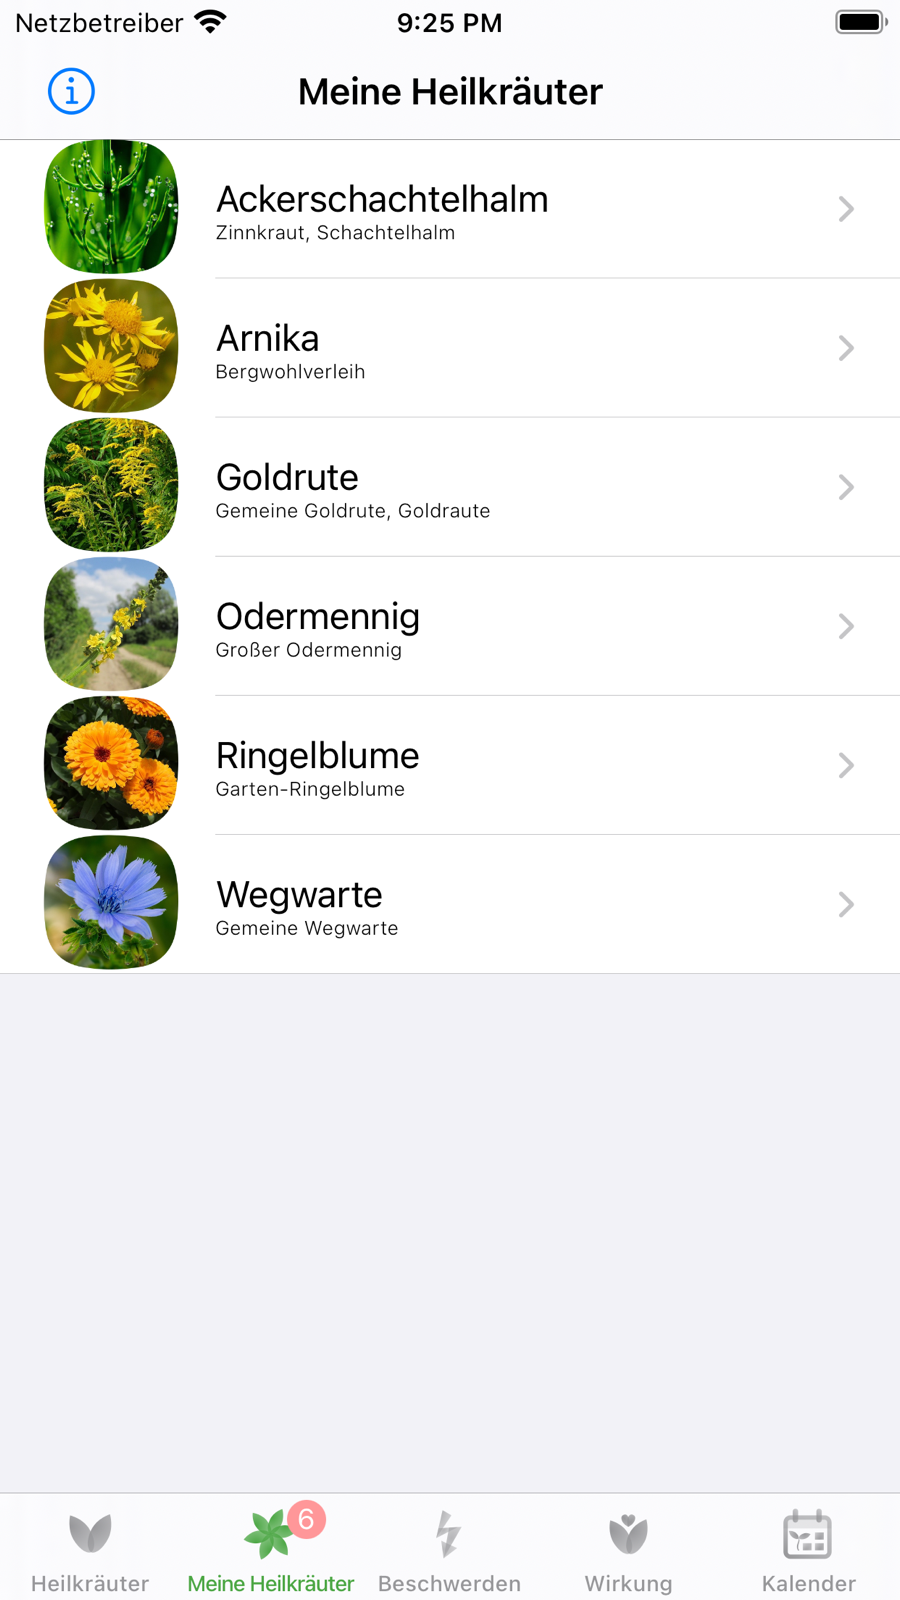 Netzbetreiber 9:25 PM
Meine Heilkräuter
Ackerschachtelhalm
Zinnkraut, Schachtelhalm
Arnika
Bergwohlverleih
Goldrute
Gemeine Goldrute, Goldraute
Odermennig
Großer Odermennig
Ringelblume
Garten-Ringelblume
Wegwarte
Gemeine Wegwarte
6
Heilkräuter Meine Heilkräuter Beschwerden Wirkung Kalender